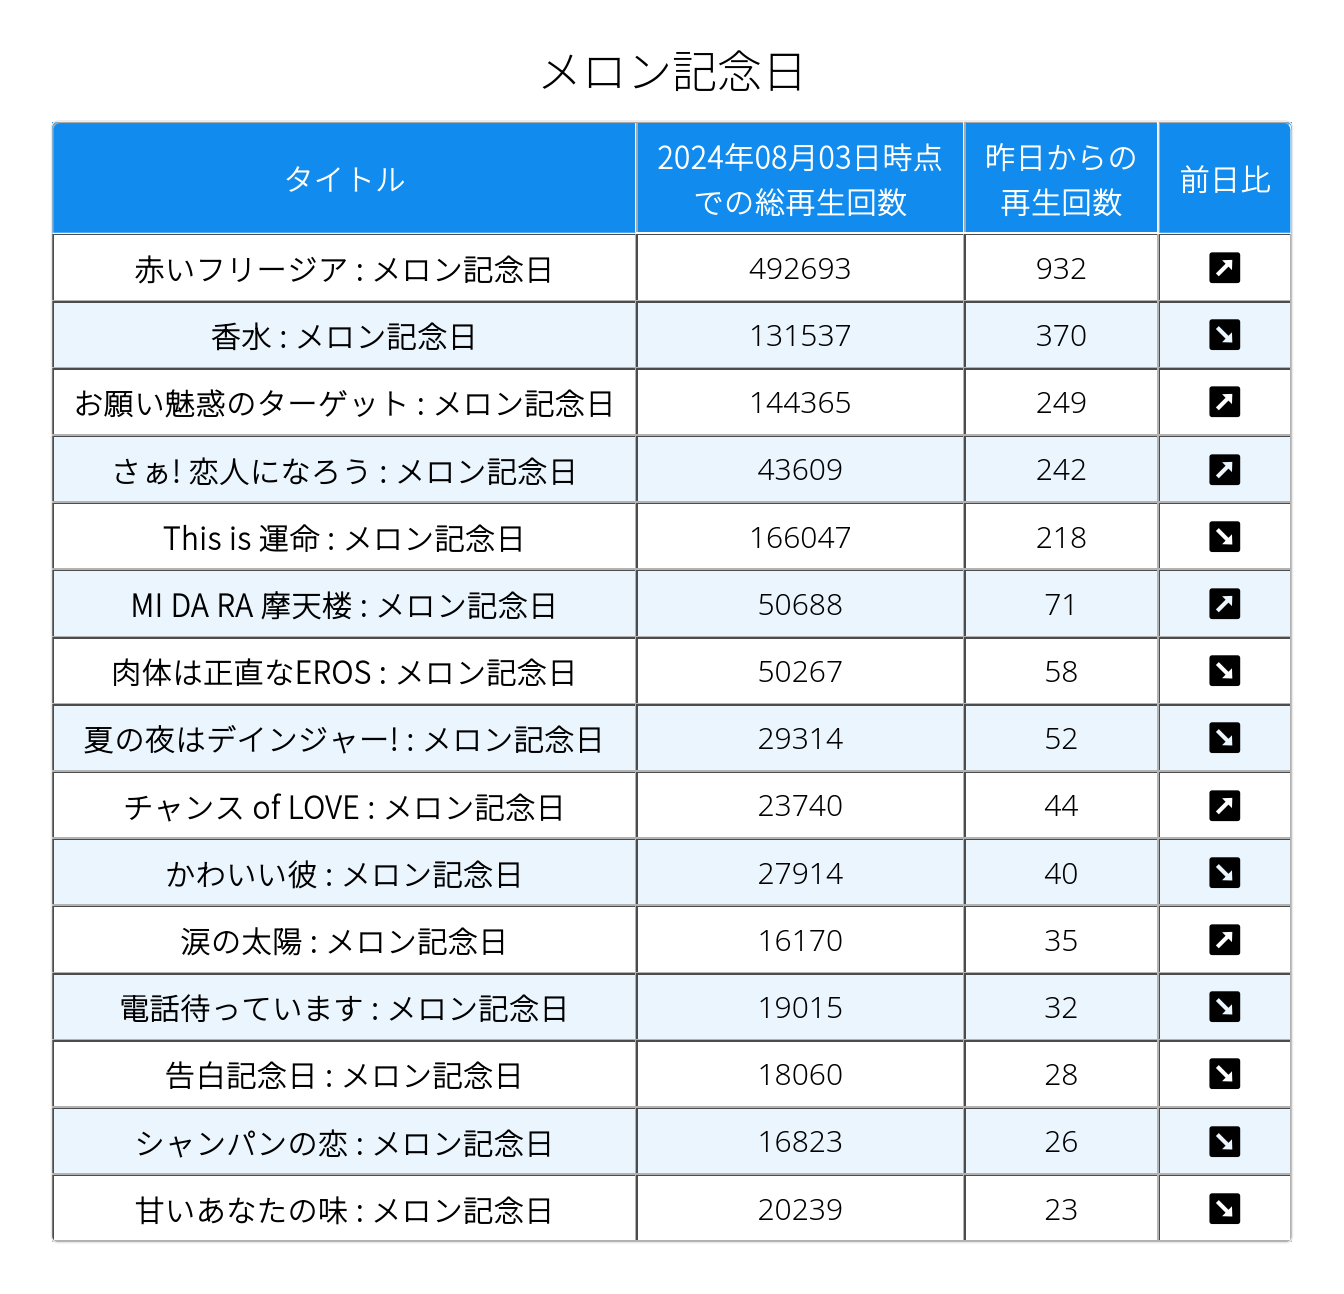 メロン記念日
タイトル 2024年08月03日時点での総再生回数 昨日からの再生回数 前日比
赤いフリージア : メロン記念日 492693 932 ↗
香水 : メロン記念日 131537 370 ↘
お願い魅惑のターゲット : メロン記念日 144365 249 ↗
さぁ! 恋人になろう : メロン記念日 43609 242 ↗
This is 運命 : メロン記念日 166047 218 ↘
MI DA RA 摩天楼 : メロン記念日 50688 71 ↗
肉体は正直なEROS : メロン記念日 50267 58 ↘
夏の夜はデインジャー! : メロン記念日 29314 52 ↘
チャンス of LOVE : メロン記念日 23740 44 ↗
かわいい彼 : メロン記念日 27914 40 ↘
涙の太陽 : メロン記念日 16170 35 ↗
電話待っています : メロン記念日 19015 32 ↘
告白記念日 : メロン記念日 18060 28 ↘
シャンパンの恋 : メロン記念日 16823 26 ↘
甘いあなたの味 : メロン記念日 20239 23 ↘